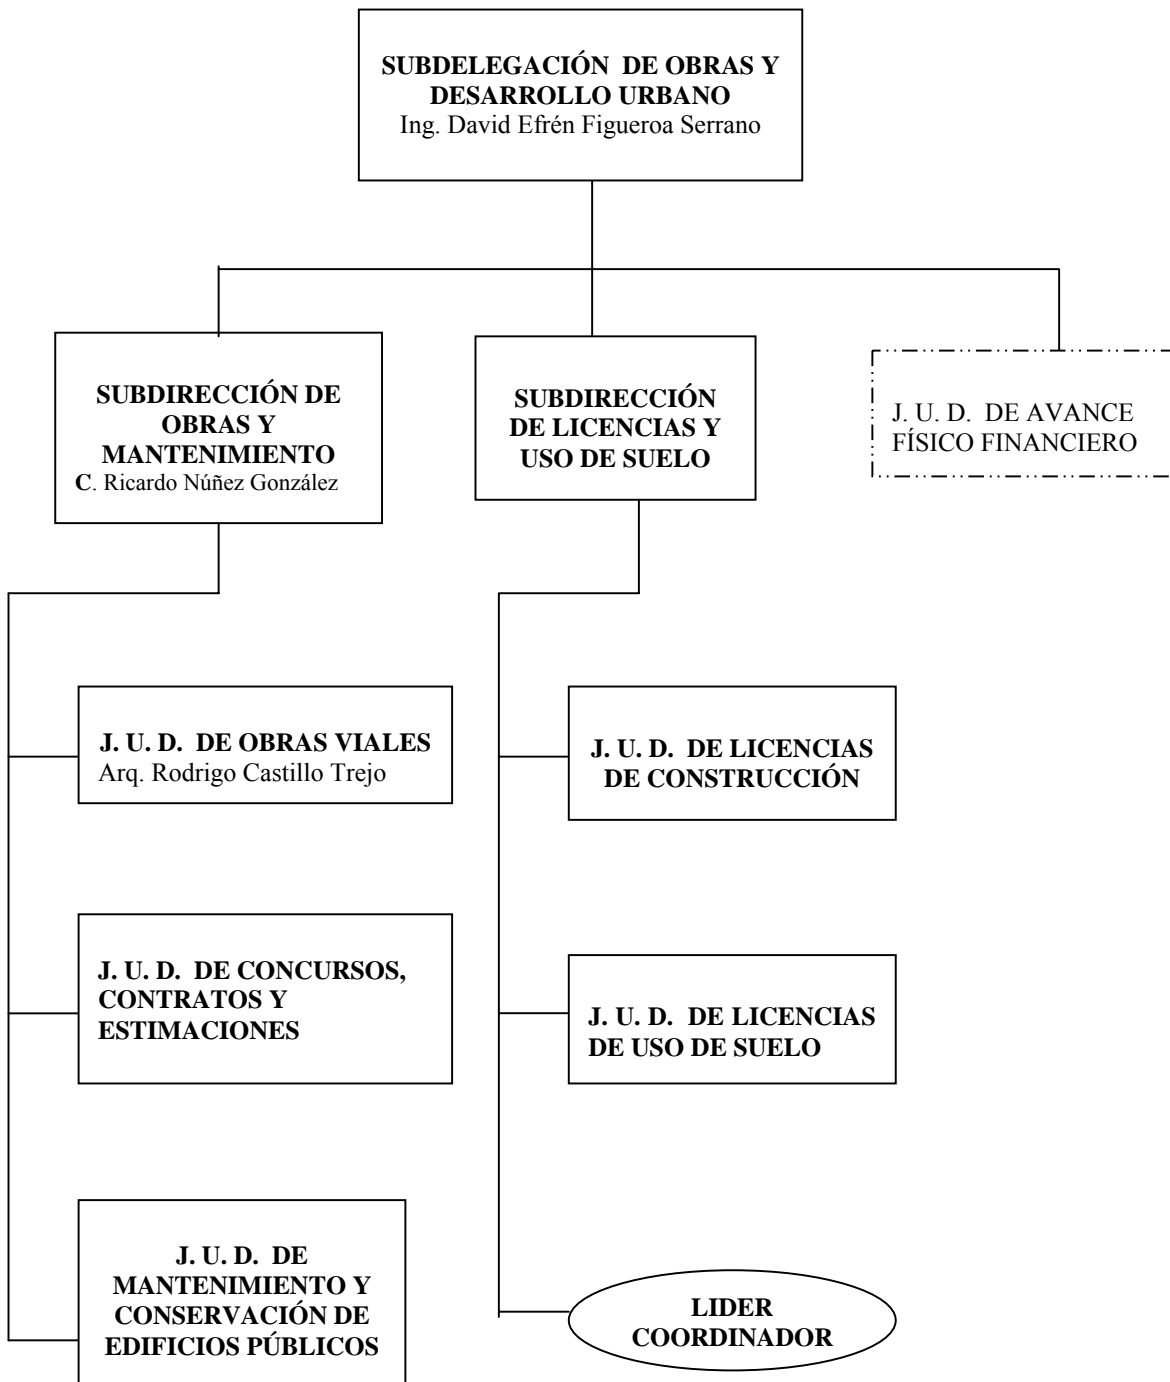 SUBDELEGACIÓN DE OBRAS Y
DESARROLLO URBANO
Ing. David Efrén Figueroa Serrano
SUBDIRECCIÓN DE
OBRAS Y
MANTENIMIENTO
C. Ricardo Núñez González
SUBDIRECCIÓN
DE LICENCIAS Y
USO DE SUELO
J. U. D. DE AVANCE
FÍSICO FINANCIERO
J. U. D. DE OBRAS VIALES
Arq. Rodrigo Castillo Trejo
J. U. D. DE LICENCIAS
DE CONSTRUCCIÓN
J. U. D. DE CONCURSOS,
CONTRATOS Y
ESTIMACIONES
J. U. D. DE LICENCIAS
DE USO DE SUELO
J. U. D. DE
MANTENIMIENTO Y
CONSERVACIÓN DE
EDIFICIOS PÚBLICOS
LIDER
COORDINADOR